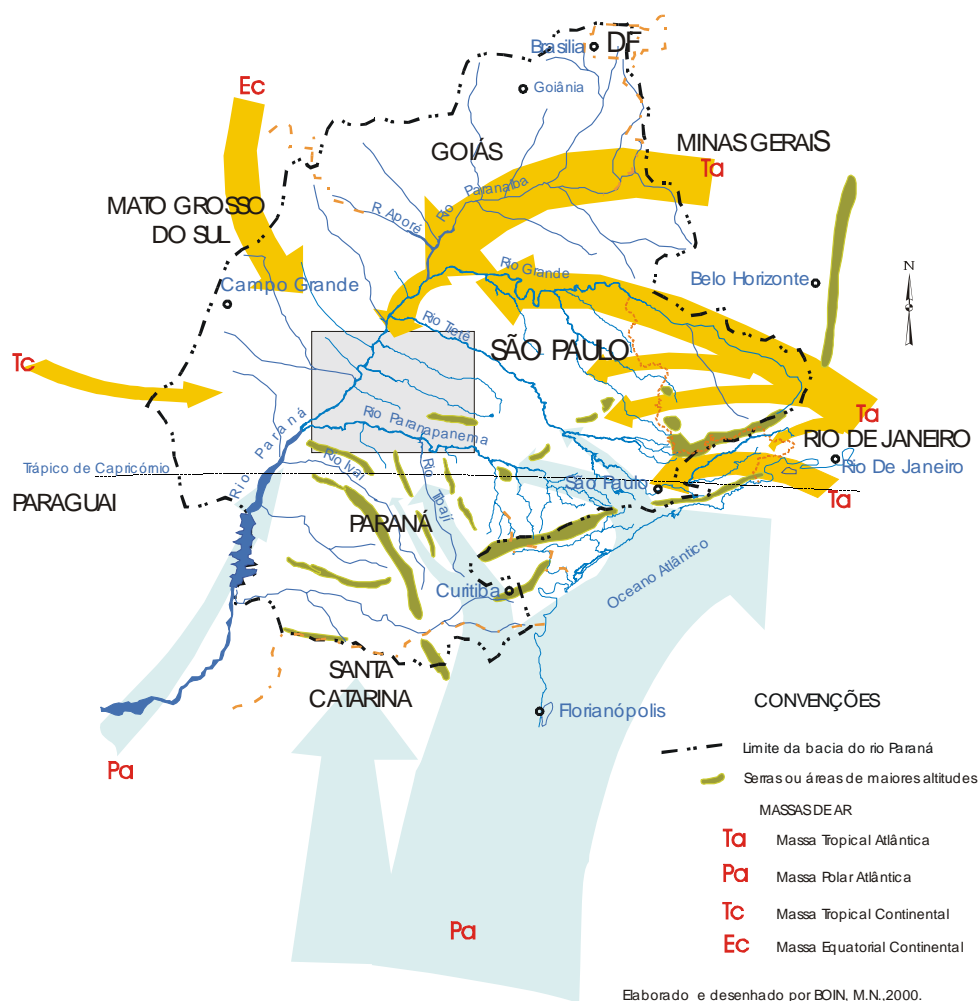 Brasilia
DF
Ec
Goiânia
GOIÁS
MINAS GERAIS
Ta
Rio Paranaíba
R. Aporé
MATO GROSSO
DO SUL
Rio Grande
Belo Horizonte
N
Campo Grande
Rio Tiete
SÃO PAULO
Tc
Ta
Rio Paraná
Rio Paranapanema
RIO DE JANEIRO
Rio De Janeiro
Trápico de Capricórnio
Rio Ivaí
Rio Tibají
São Paulo
Ta
PARAGUAI
PARANÁ
Oceano Atlântico
Curitiba
SANTA
CATARINA
Florianópolis
CONVENÇÕES
Limite da bacia do rio Paraná
Pa
Serras ou áreas de maiores altitudes
MASSAS DE AR
Ta Massa Tropical Atlântica
Pa Massa Polar Atlântica
Tc Massa Tropical Continental
Pa
Ec Massa Equatorial Continental
Elaborado e desenhado por BOIN, M.N.,2000.